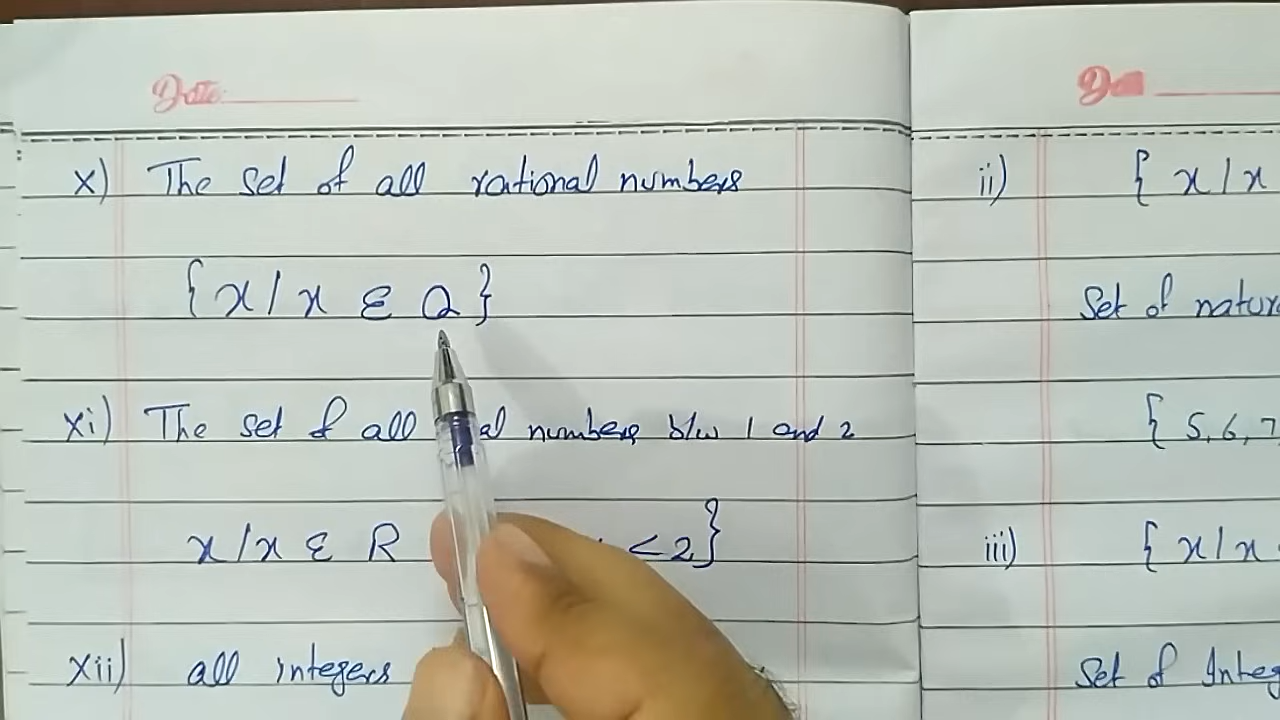 Date:
x) The set of all rational numbers
{x/x ε Q}
xi) The set of all al numbers b/w 1 and 2
x/x ε R < 2}
xii) all integers
ii) { x/x
Set of natur
{ 5, 6, 7
iii) { x/x
Set of Integ